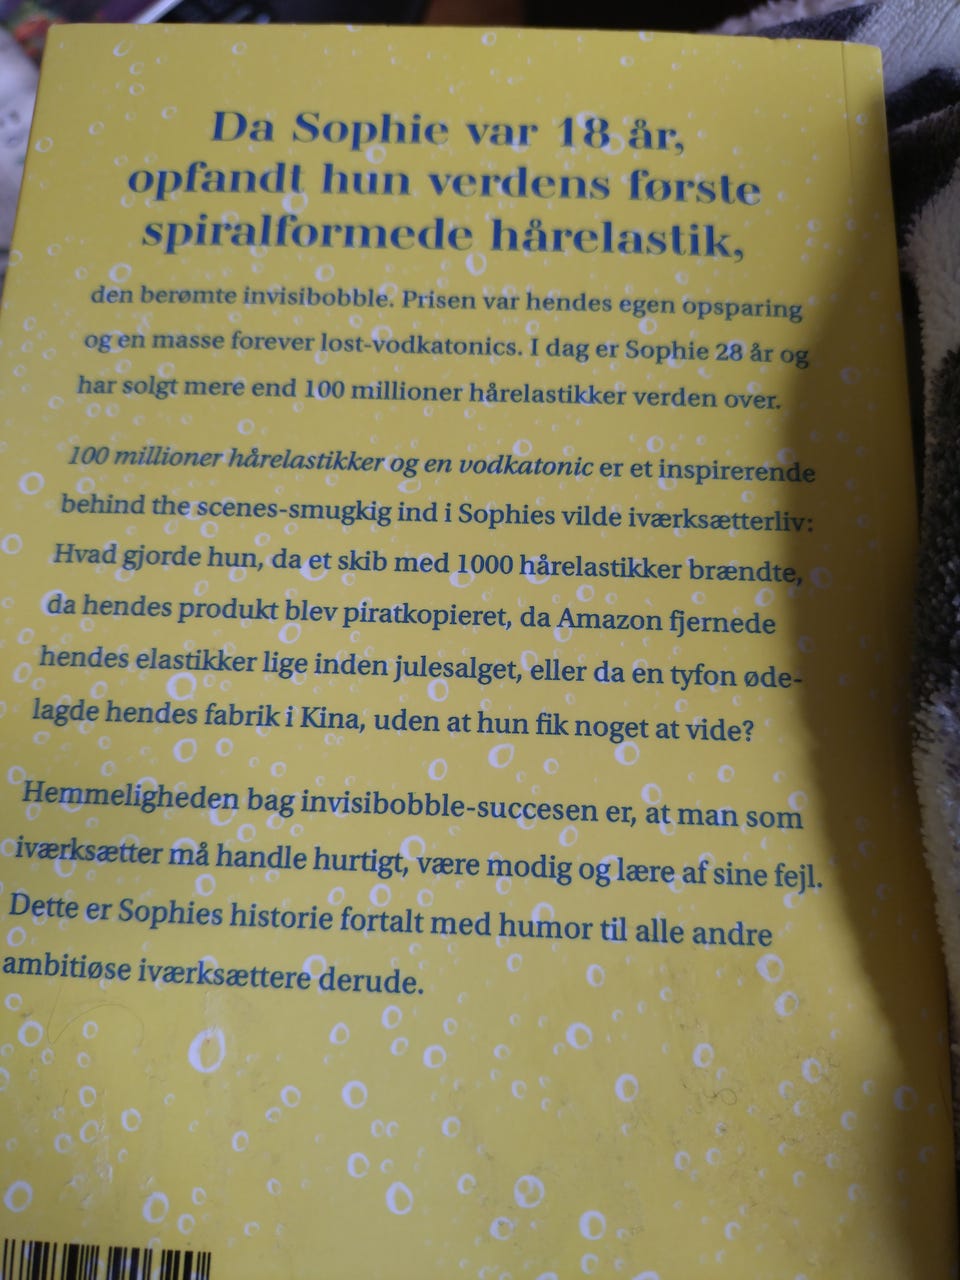 Da Sophie var 18 år,
opfandt hun verdens første
spiralformede hårelastik,
den berømte invisibobble. Prisen var hendes egen opsparing
og en masse forever lost-vodkatonics. I dag er Sophie 28 år og
har solgt mere end 100 millioner hårelastikker verden over.
100 millioner hårelastikker og en vodkatonic er et inspirerende
behind the scenes-smugkig ind i Sophies vilde iværksætterliv:
Hvad gjorde hun, da et skib med 1000 hårelastikker brændte,
da hendes produkt blev piratkopieret, da Amazon fjernede
hendes elastikker lige inden julesalget, eller da en tyfon øde-
lagde hendes fabrik i Kina, uden at hun fik noget at vide?
Hemmeligheden bag invisibobble-succesen er, at man som
iværksætter må handle hurtigt, være modig og lære af sine fejl.
Dette er Sophies historie fortalt med humor til alle andre
ambitiøse iværksættere derude.